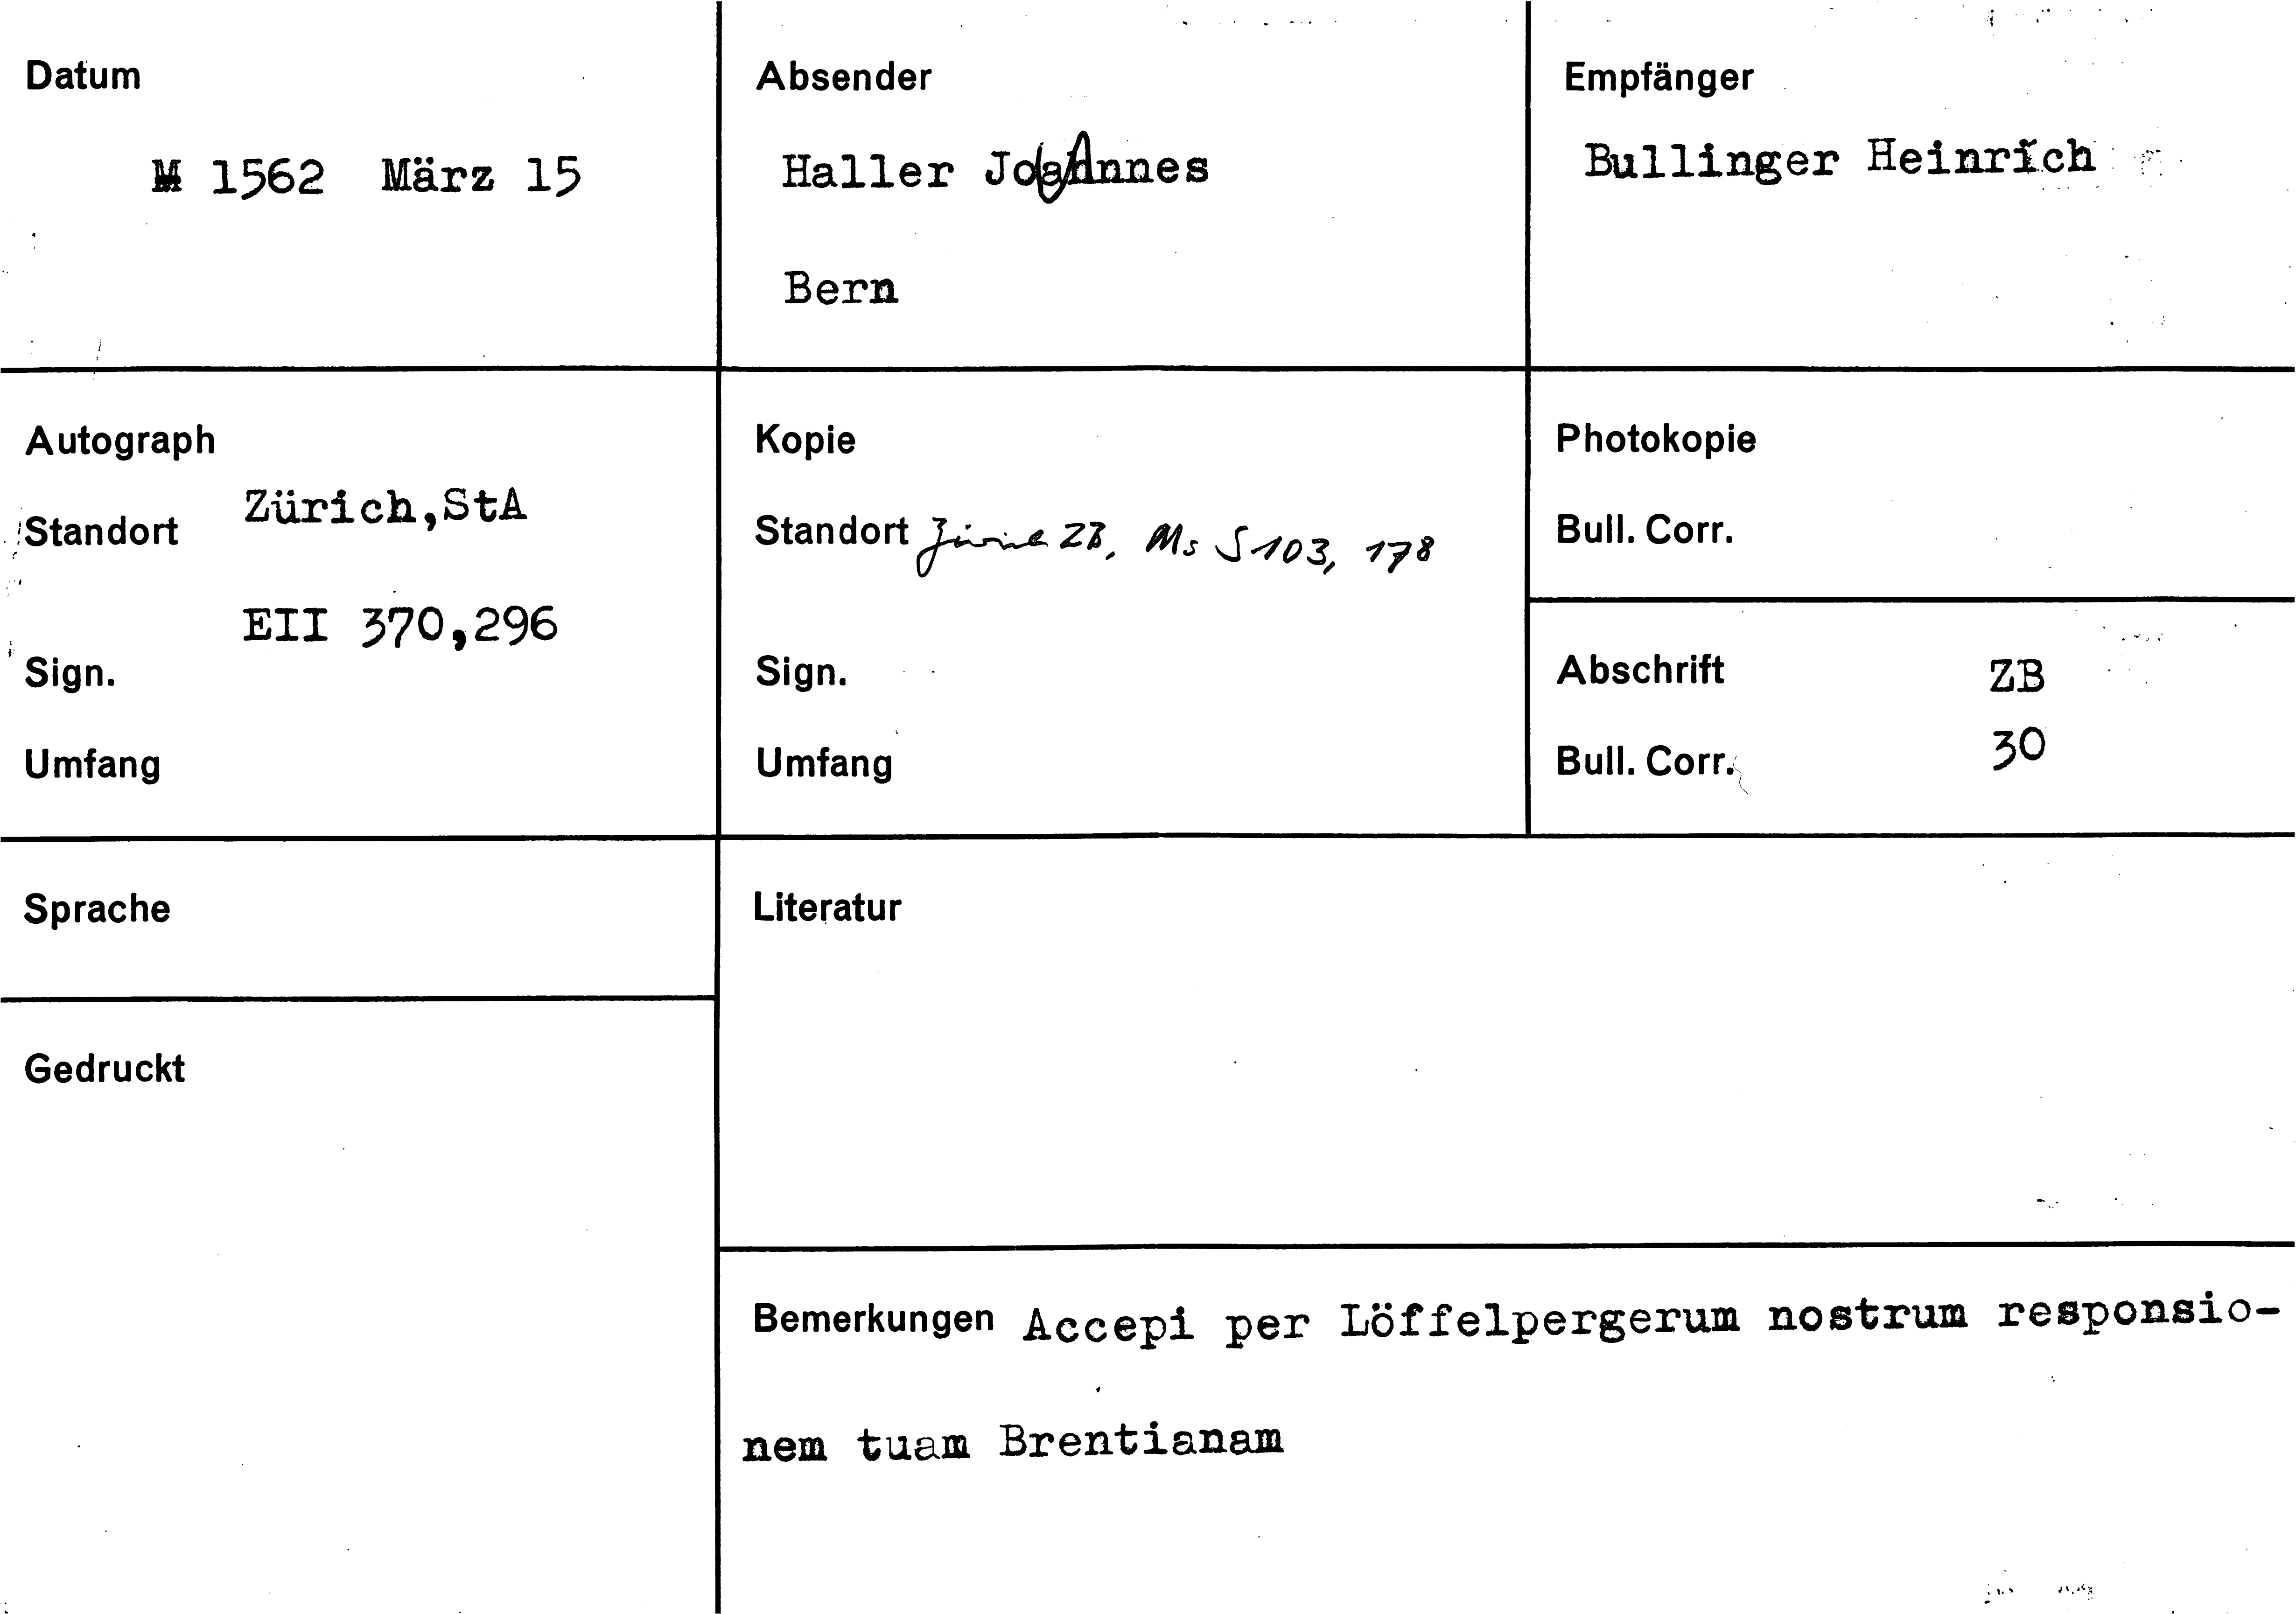 Datum
M 1562 März 15
Absender
Haller Johannes
Bern
Empfänger
Bullinger Heinrich
Autograph
Standort Zürich,StA
EII 370,296
Sign.
Umfang
Kopie
Standort Zürich ZB, Ms S 103, 178
Sign.
Umfang
Photokopie
Bull. Corr.
Abschrift ZB
Bull. Corr. 30
Sprache
Gedruckt
Literatur
Bemerkungen Accepi per Löffelpergerum nostrum responsio-
nem tuam Brentianam